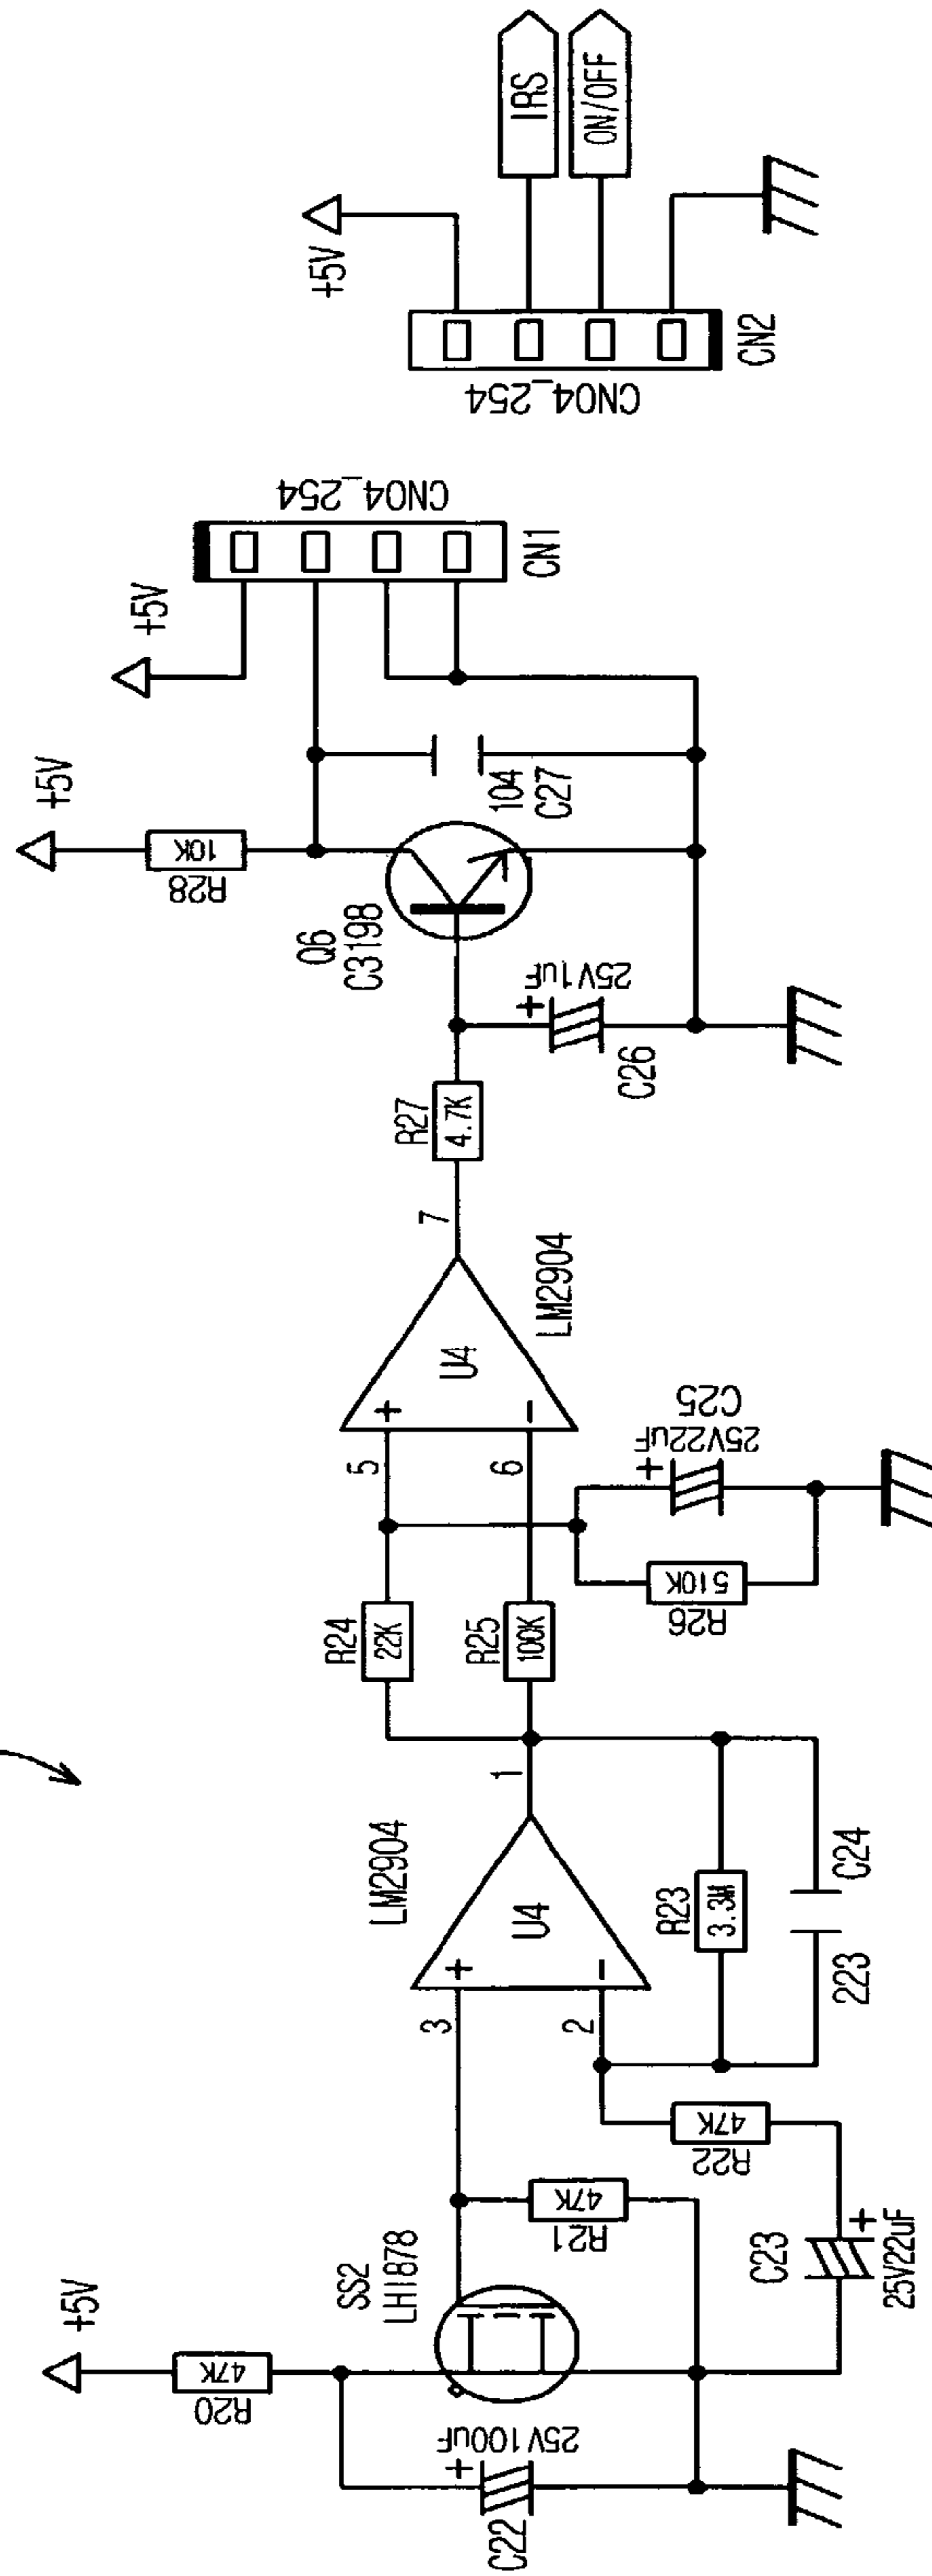 +5V
R20
47K
C22
25V100uF
SS2
LHI878
R21
47K
C23
25V22uF
R22
47K
3
2
LM2904
U4
+
-
1
R23
3.3M
C24
223
R24
22K
R25
100K
R26
510K
C25
25V22uF
5
6
+
-
U4
LM2904
7
R27
4.7K
C26
25V1uF
Q6
C3198
R28
10K
+5V
104
C27
+5V
CN04_254
CN1
CN04_254
CN2
+5V
IRS
ON/OFF